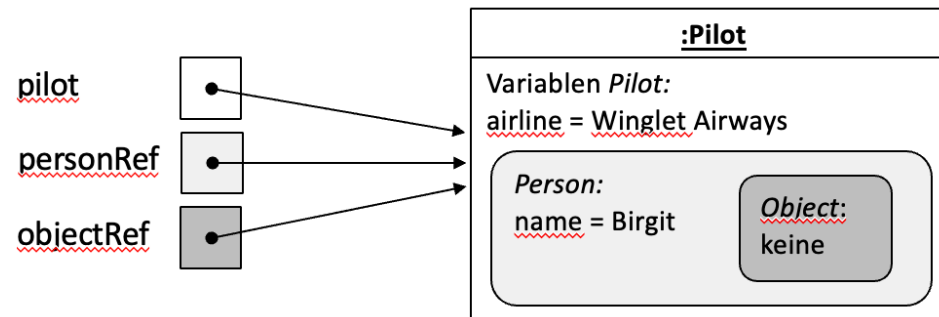 :Pilot
pilot
Variablen Pilot:
airline = Winglet Airways
personRef
Person:
name = Birgit
Object:
keine
objectRef